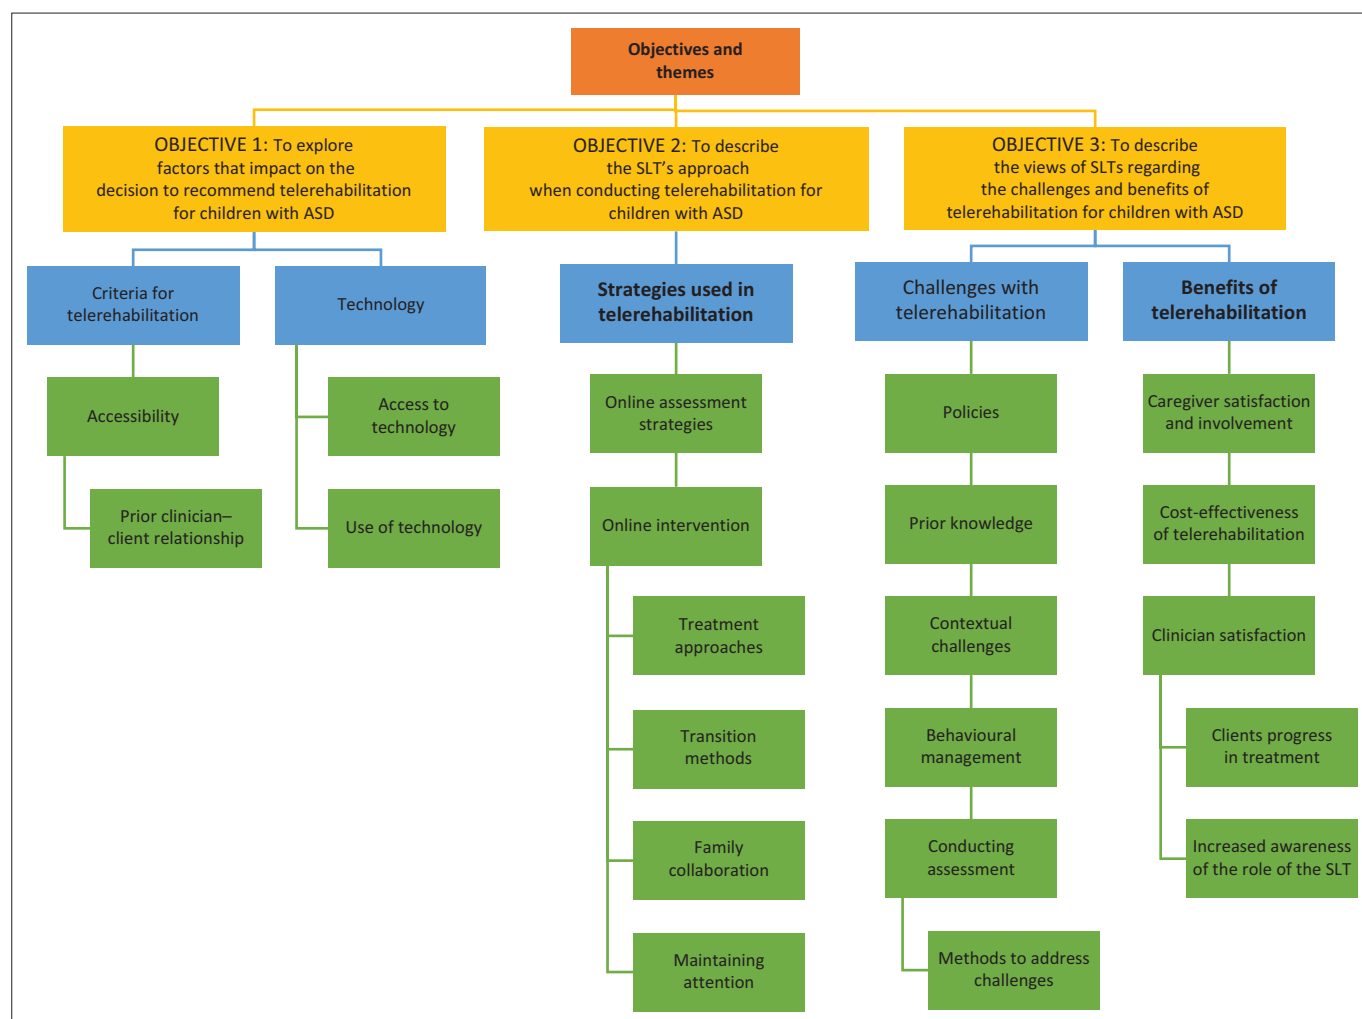 Objectives and
themes
OBJECTIVE 1: To explore
factors that impact on the
decision to recommend telerehabilitation
for children with ASD
OBJECTIVE 2: To describe
the SLT’s approach
when conducting telerehabilitation for
children with ASD
OBJECTIVE 3: To describe
the views of SLTs regarding
the challenges and benefits of
telerehabilitation for children with ASD
Criteria for
telerehabilitation
Technology
Strategies used in
telerehabilitation
Challenges with
telerehabilitation
Benefits of
telerehabilitation
Accessibility
Prior clinician–
client relationship
Access to
technology
Use of technology
Online assessment
strategies
Online intervention
Treatment
approaches
Transition
methods
Family
collaboration
Maintaining
attention
Policies
Prior knowledge
Contextual
challenges
Behavioural
management
Conducting
assessment
Methods to address
challenges
Caregiver satisfaction
and involvement
Cost-effectiveness
of telerehabilitation
Clinician satisfaction
Clients progress
in treatment
Increased awareness
of the role of the SLT